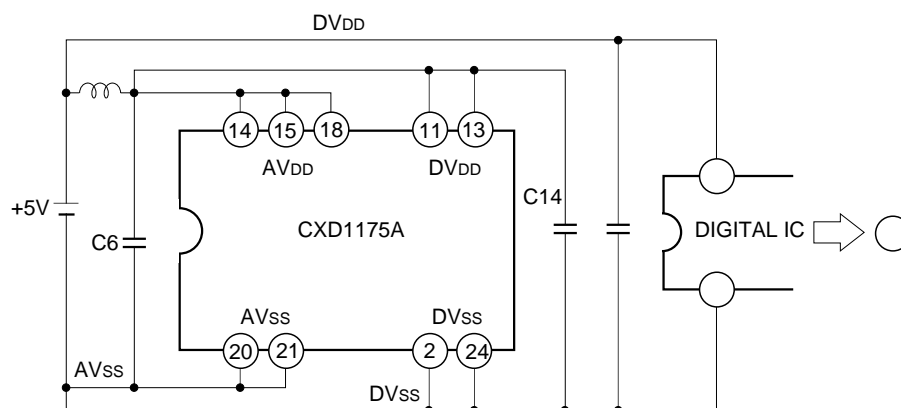 DVDD
14 15 18 11 13
AVDD DVDD
+5V
C6
CXD1175A
C14
DIGITAL IC
AVSS DVSS
20 21 2 24
AVSS
DVSS